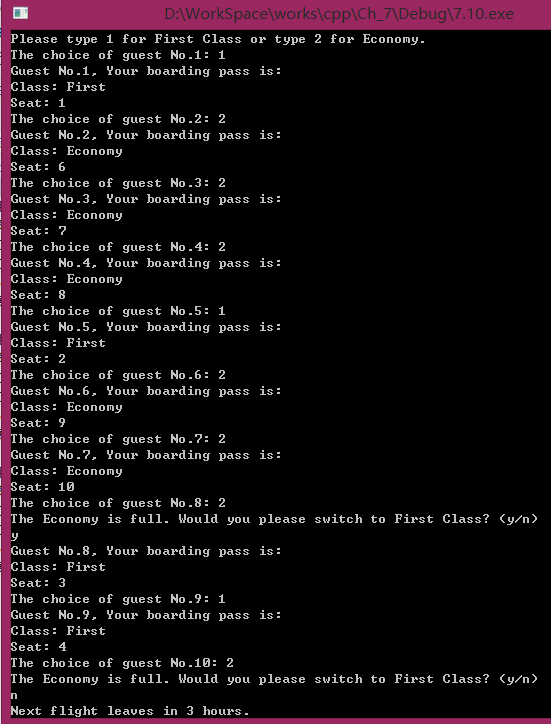 D:\WorkSpace\works\cpp\Ch_7\Debug\7.10.exe
Please type 1 for First Class or type 2 for Economy.
The choice of guest No.1: 1
Guest No.1, Your boarding pass is:
Class: First
Seat: 1
The choice of guest No.2: 2
Guest No.2, Your boarding pass is:
Class: Economy
Seat: 6
The choice of guest No.3: 2
Guest No.3, Your boarding pass is:
Class: Economy
Seat: 7
The choice of guest No.4: 2
Guest No.4, Your boarding pass is:
Class: Economy
Seat: 8
The choice of guest No.5: 1
Guest No.5, Your boarding pass is:
Class: First
Seat: 2
The choice of guest No.6: 2
Guest No.6, Your boarding pass is:
Class: Economy
Seat: 9
The choice of guest No.7: 2
Guest No.7, Your boarding pass is:
Class: Economy
Seat: 10
The choice of guest No.8: 2
The Economy is full. Would you please switch to First Class? (y/n)
y
Guest No.8, Your boarding pass is:
Class: First
Seat: 3
The choice of guest No.9: 1
Guest No.9, Your boarding pass is:
Class: First
Seat: 4
The choice of guest No.10: 2
The Economy is full. Would you please switch to First Class? (y/n)
n
Next flight leaves in 3 hours.